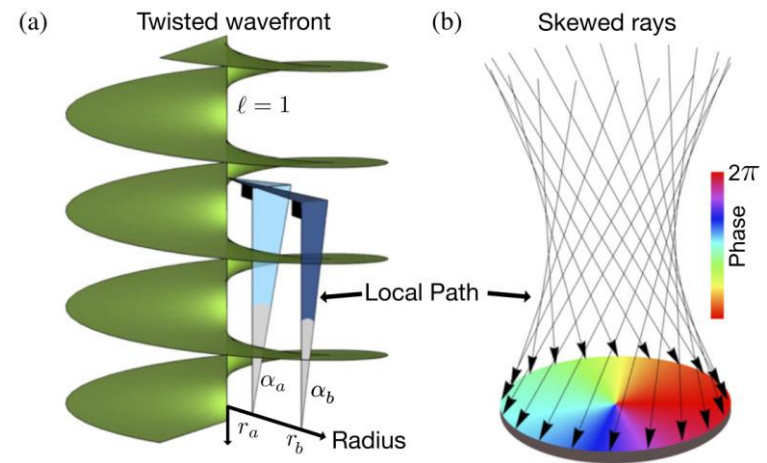 (a) Twisted wavefront
(b) Skewed rays
ℓ = 1
2π
Phase
Local Path
α_a
α_b
r_a
r_b
Radius